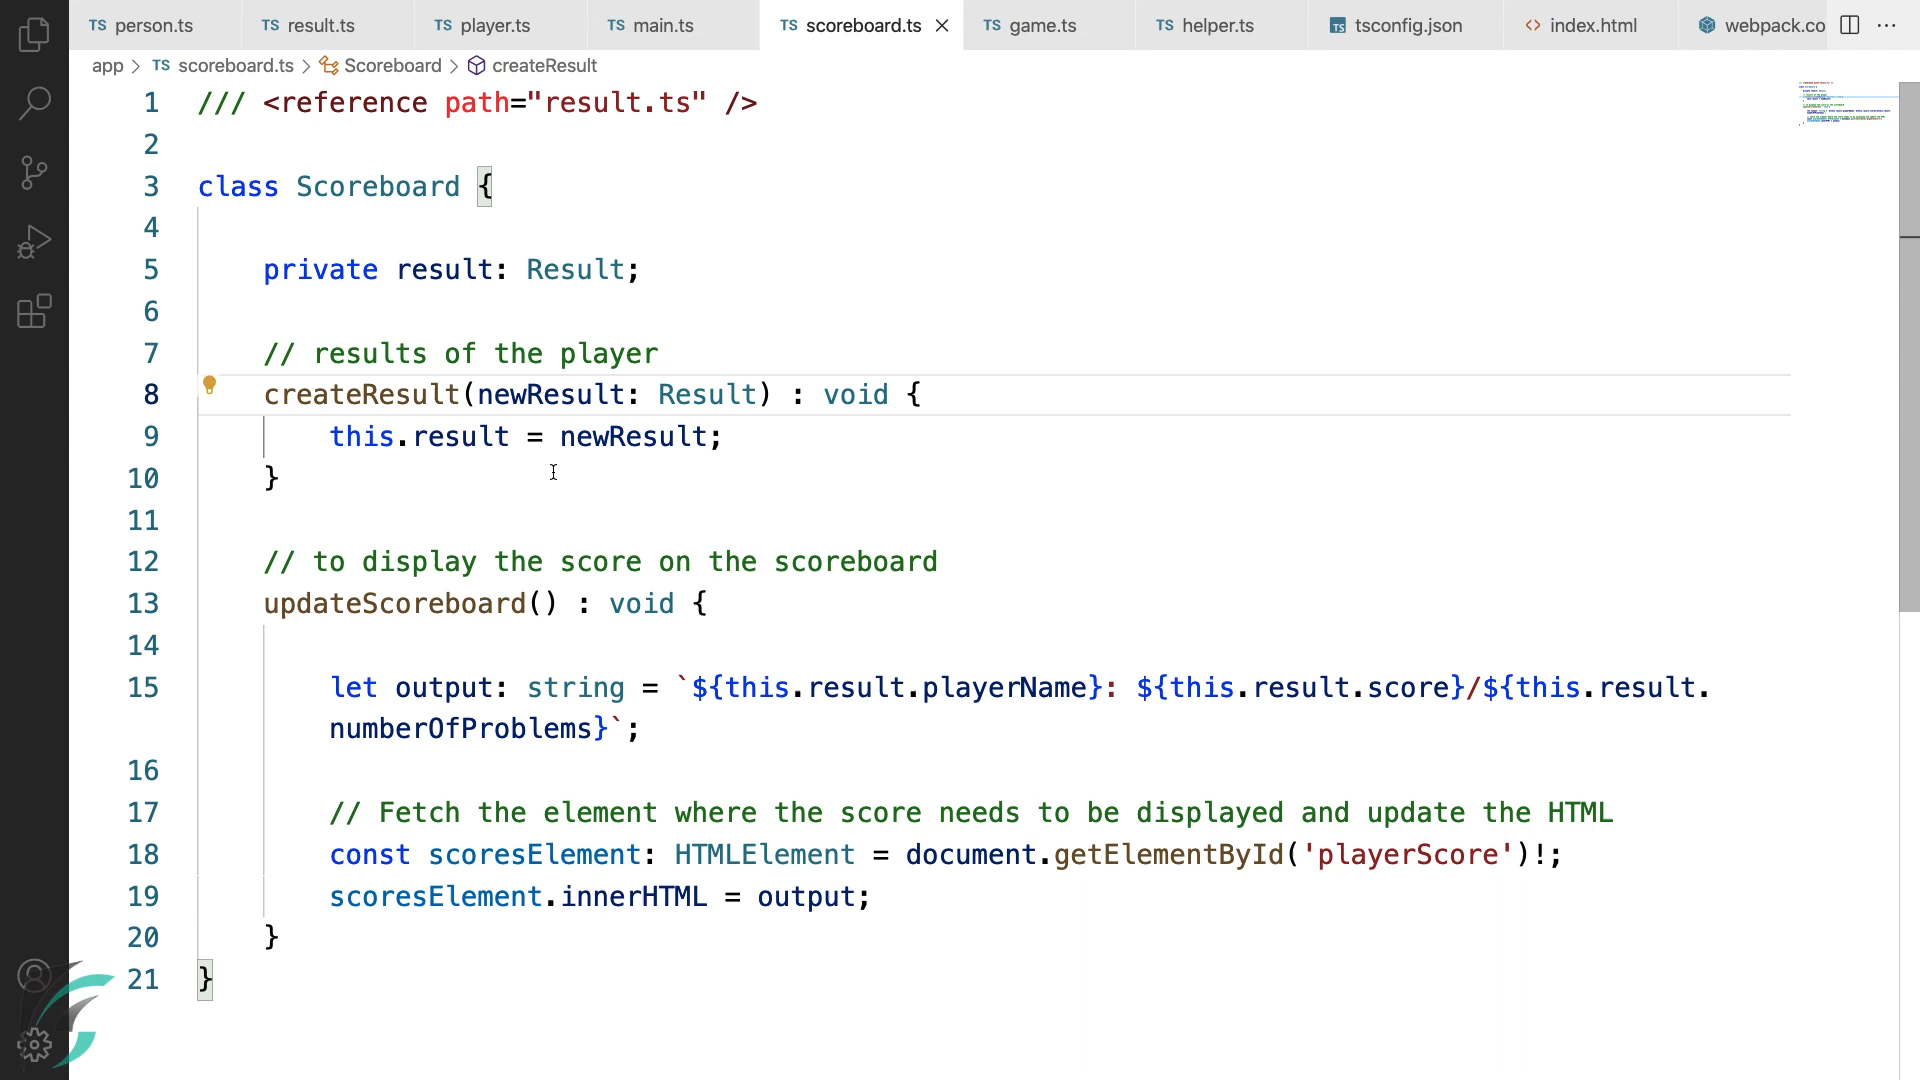 TS person.ts TS result.ts TS player.ts TS main.ts TS scoreboard.ts TS game.ts TS helper.ts TS tsconfig.json <> index.html webpack.co
app > TS scoreboard.ts > Scoreboard > createResult
1 /// <reference path="result.ts" />
2
3 class Scoreboard {
4
5 private result: Result;
6
7 // results of the player
8 createResult(newResult: Result) : void {
9 this.result = newResult;
10 }
11
12 // to display the score on the scoreboard
13 updateScoreboard() : void {
14
15 let output: string = `${this.result.playerName}: ${this.result.score}/${this.result.
numberOfProblems}`;
16
17 // Fetch the element where the score needs to be displayed and update the HTML
18 const scoresElement: HTMLElement = document.getElementById('playerScore')!;
19 scoresElement.innerHTML = output;
20 }
21 }